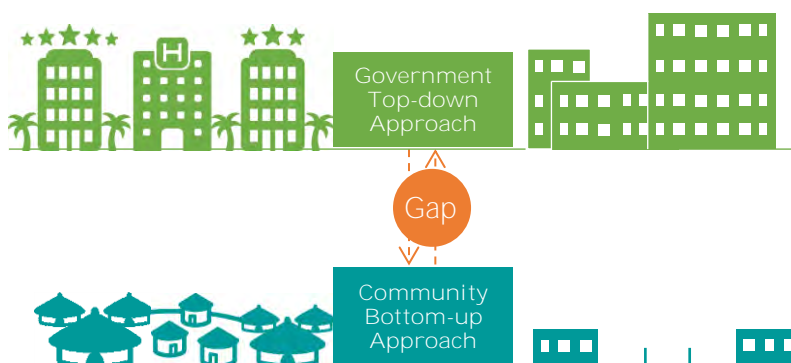 H
Government
Top-down
Approach
Gap
Community
Bottom-up
Approach